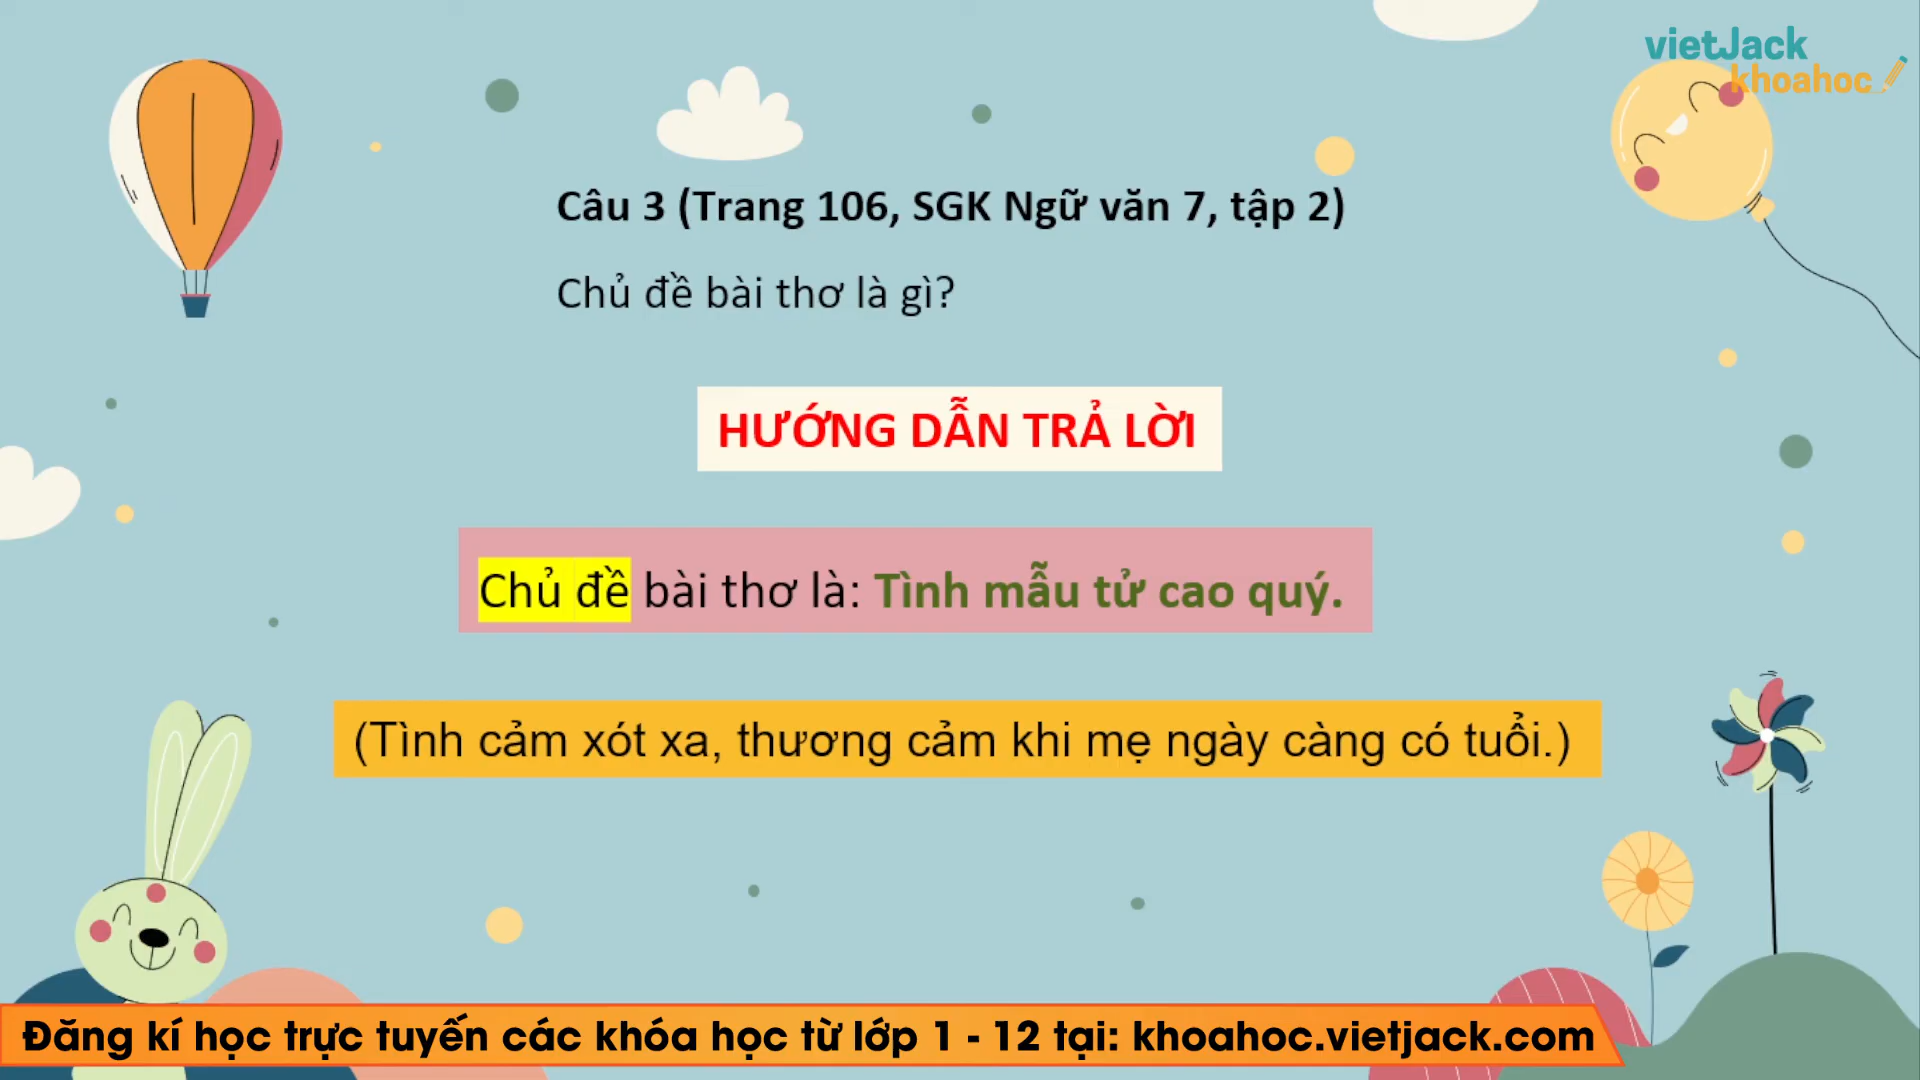 vietJack
khoahoc
Câu 3 (Trang 106, SGK Ngữ văn 7, tập 2)
Chủ đề bài thơ là gì?
HƯỚNG DẪN TRẢ LỜI
Chủ đề bài thơ là: Tình mẫu tử cao quý.
(Tình cảm xót xa, thương cảm khi mẹ ngày càng có tuổi.)
Đăng kí học trực tuyến các khóa học từ lớp 1 - 12 tại: khoahoc.vietjack.com